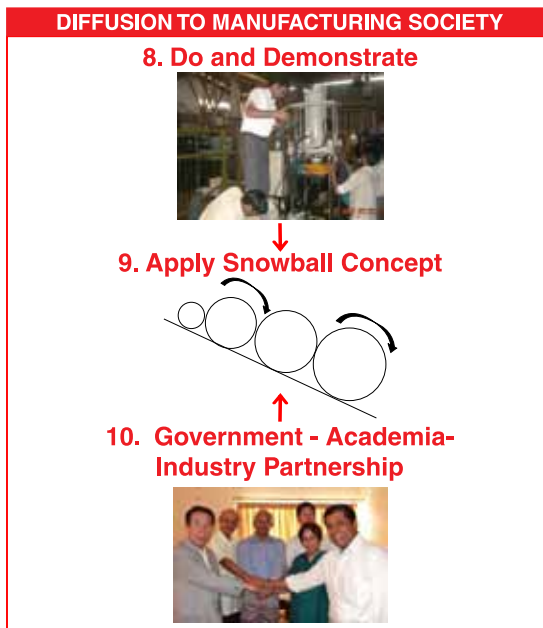 DIFFUSION TO MANUFACTURING SOCIETY
8. Do and Demonstrate
9. Apply Snowball Concept
10. Government - Academia-
Industry Partnership